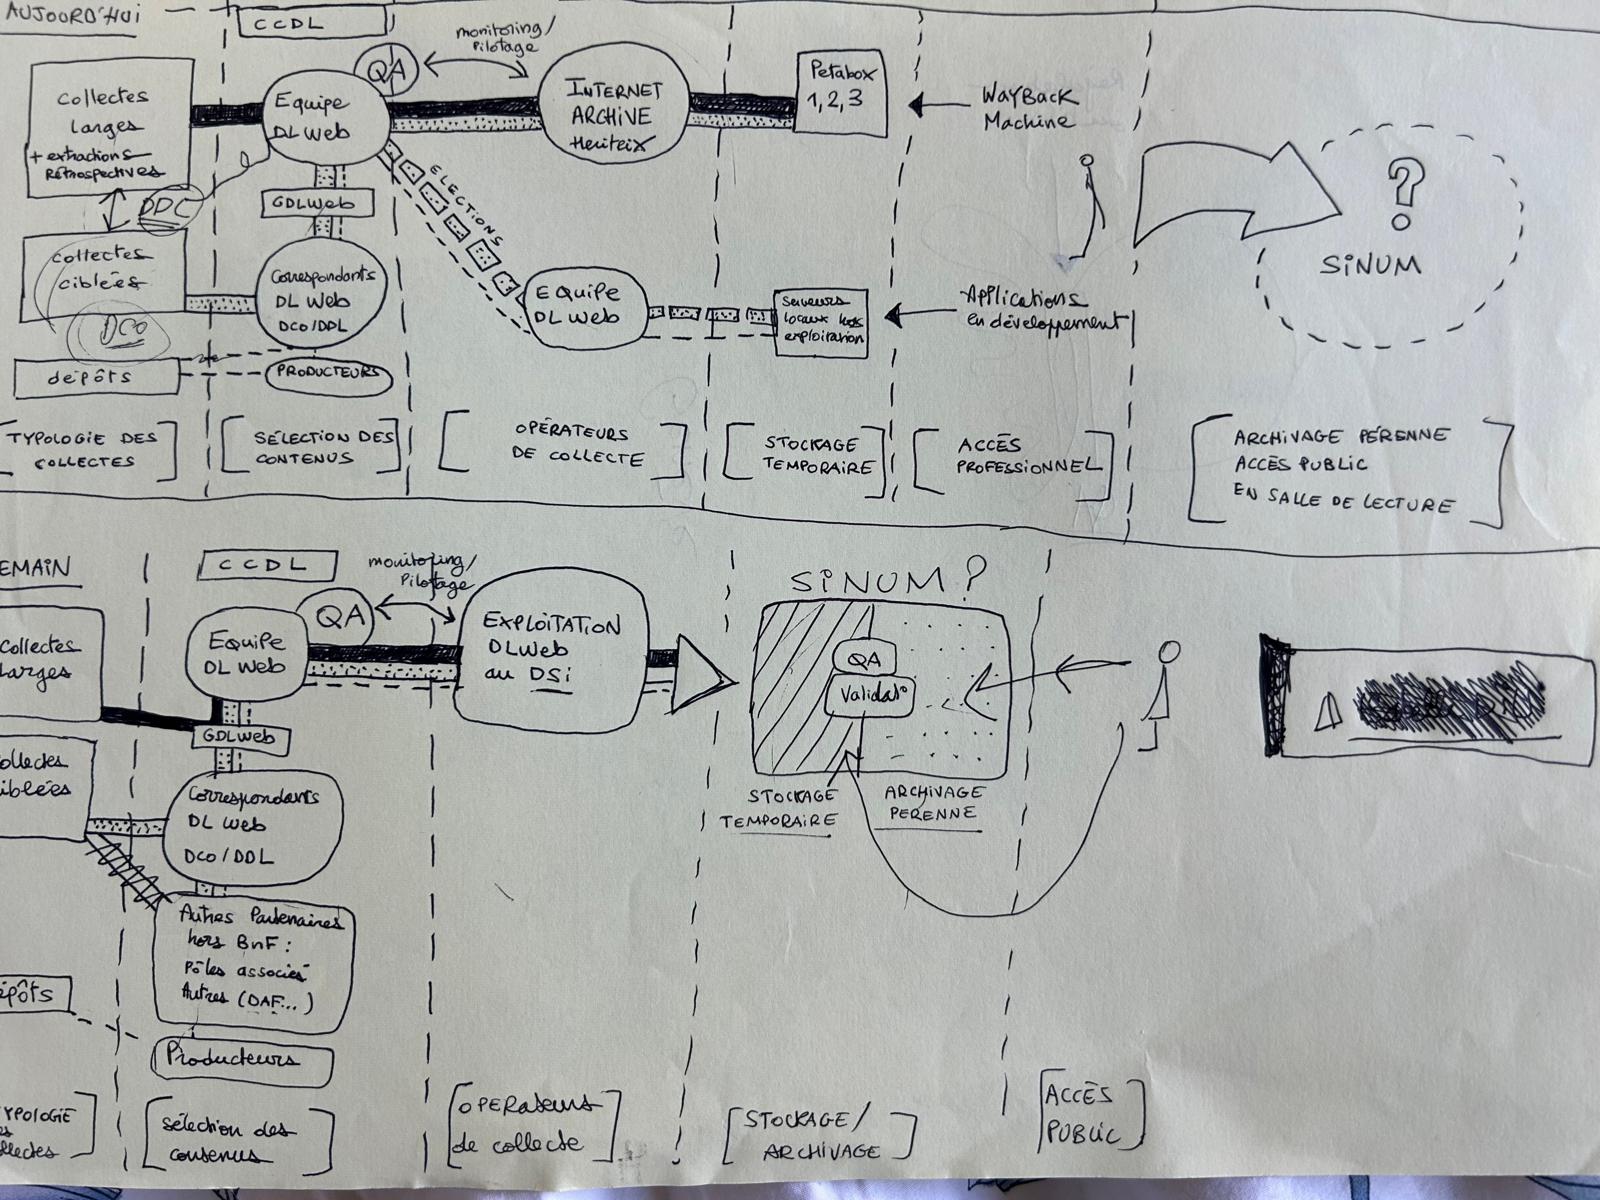 AUJOURD'HUI
CCDL
monitoring/
Pilotage
QA
Collectes
larges
+ extractions
Rétrospectives
Equipe
DL Web
INTERNET
ARCHIVE
Heritrix
Petabox
1, 2, 3
WAYBACK
Machine
?
SINUM
DDC
GDLWeb
ELECTIONS
collectes
ciblées
DCO
Correspondants
DL Web
DCO/DDL
EQUIPE
DL Web
Serveurs
locaux hors
exploitation
Applications
en développement
dépôts
PRODUCTEURS
TYPOLOGIE DES
COLLECTES
SÉLECTION DES
CONTENUS
OPÉRATEURS
DE COLLECTE
STOCKAGE
TEMPORAIRE
ACCÈS
PROFESSIONNEL
ARCHIVAGE PÉRENNE
ACCÈS PUBLIC
EN SALLE DE LECTURE
EMAIN
CCDL
monitoring/
Pilotage
QA
Collectes
larges
Equipe
DL Web
EXPLOITATION
DLWeb
au DSI
SINUM ?
QA
Validat°
GDLWeb
ollectes
iblées
Correspondants
DL Web
DCO/DDL
STOCKAGE
TEMPORAIRE
ARCHIVAGE
PERENNE
Autres Partenaires
hors BnF :
Pôles associés
Autres (DAF...)
épôts
Producteurs
YPOLOGIE
es
llectes
sélection des
contenus
OPERATEURS
de collecte
STOCKAGE/
ARCHIVAGE
ACCÈS
PUBLIC